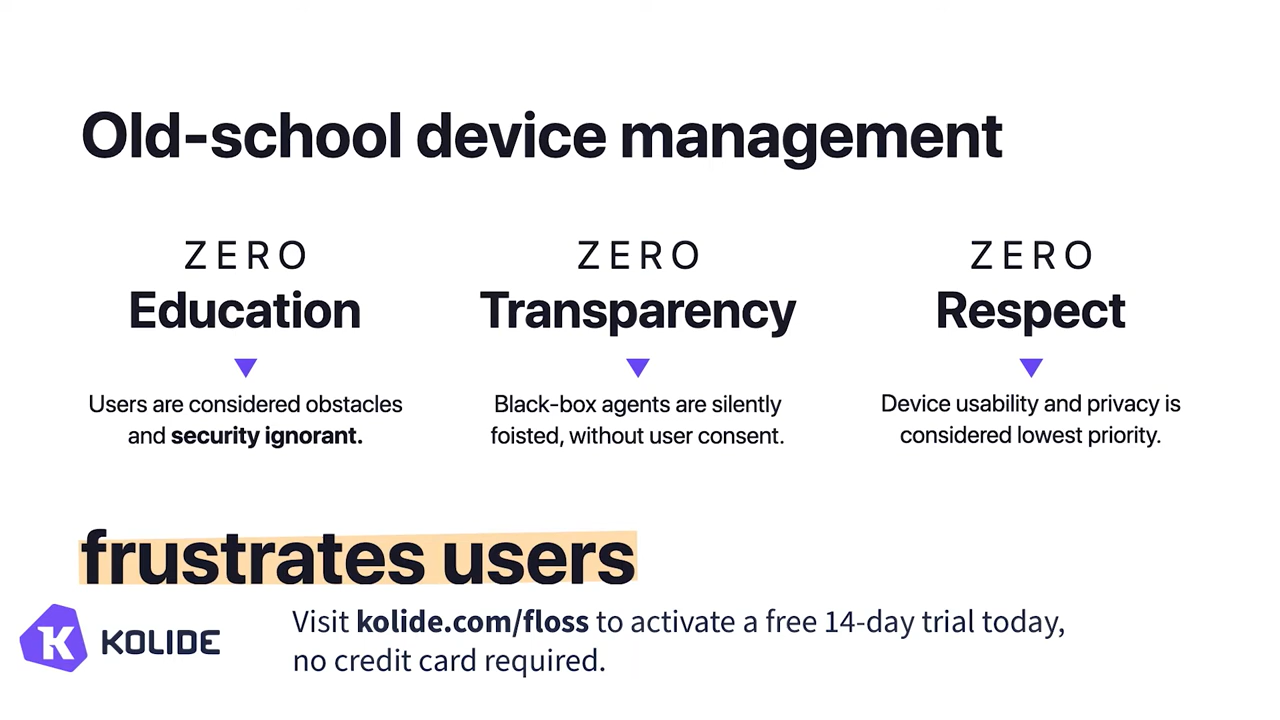 Old-school device management
ZERO
Education
Users are considered obstacles
and security ignorant.
ZERO
Transparency
Black-box agents are silently
foisted, without user consent.
ZERO
Respect
Device usability and privacy is
considered lowest priority.
frustrates users
K KOLIDE
Visit kolide.com/floss to activate a free 14-day trial today,
no credit card required.